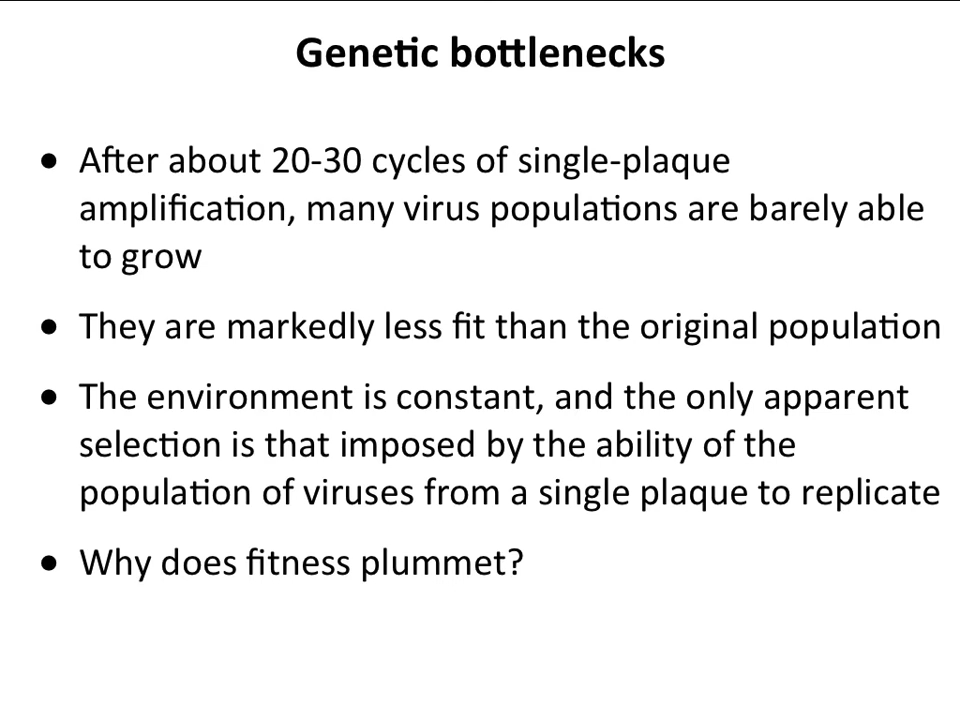 Genetic bottlenecks
• After about 20-30 cycles of single-plaque
amplification, many virus populations are barely able
to grow
• They are markedly less fit than the original population
• The environment is constant, and the only apparent
selection is that imposed by the ability of the
population of viruses from a single plaque to replicate
• Why does fitness plummet?